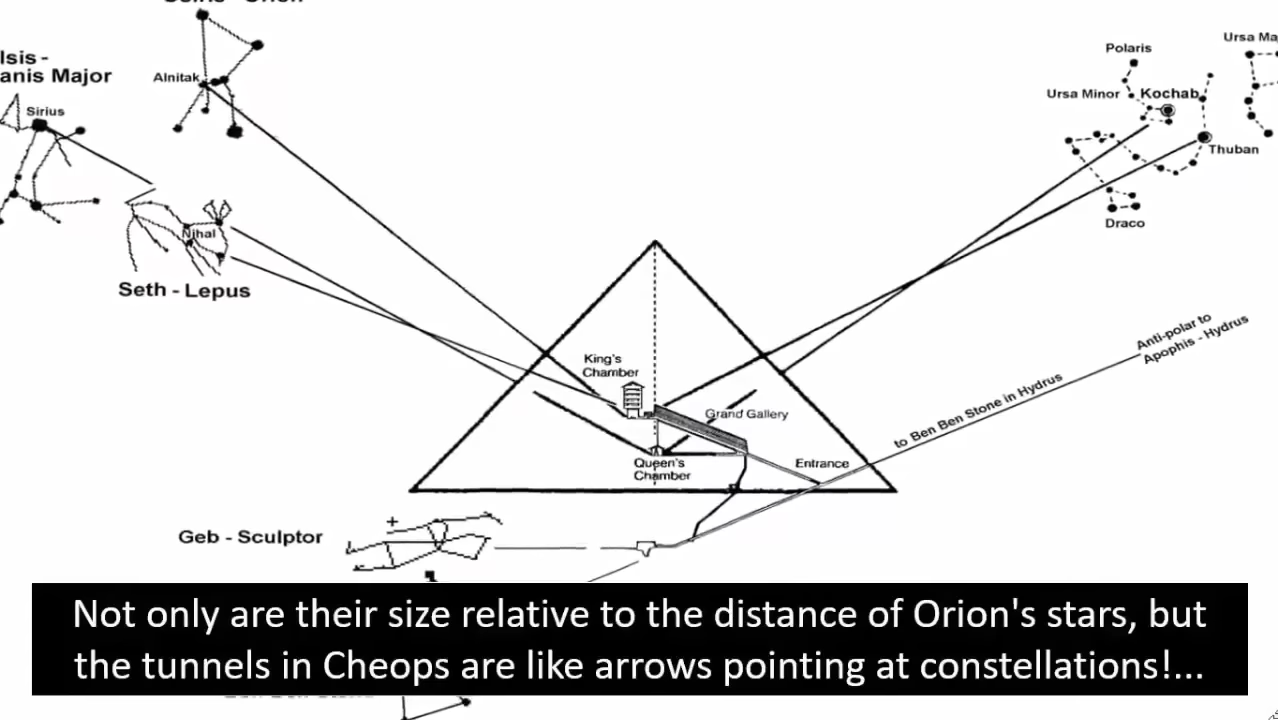 Isis -
anis Major
Sirius
Alnitak
Nihal
Seth - Lepus
Polaris
Ursa Minor
Kochab
Ursa Ma
Thuban
Draco
King's
Chamber
Grand Gallery
Queen's
Chamber
Entrance
to Ben Ben Stone in Hydrus
Anti-polar to
Apophis - Hydrus
Geb - Sculptor
Not only are their size relative to the distance of Orion's stars, but
the tunnels in Cheops are like arrows pointing at constellations!...